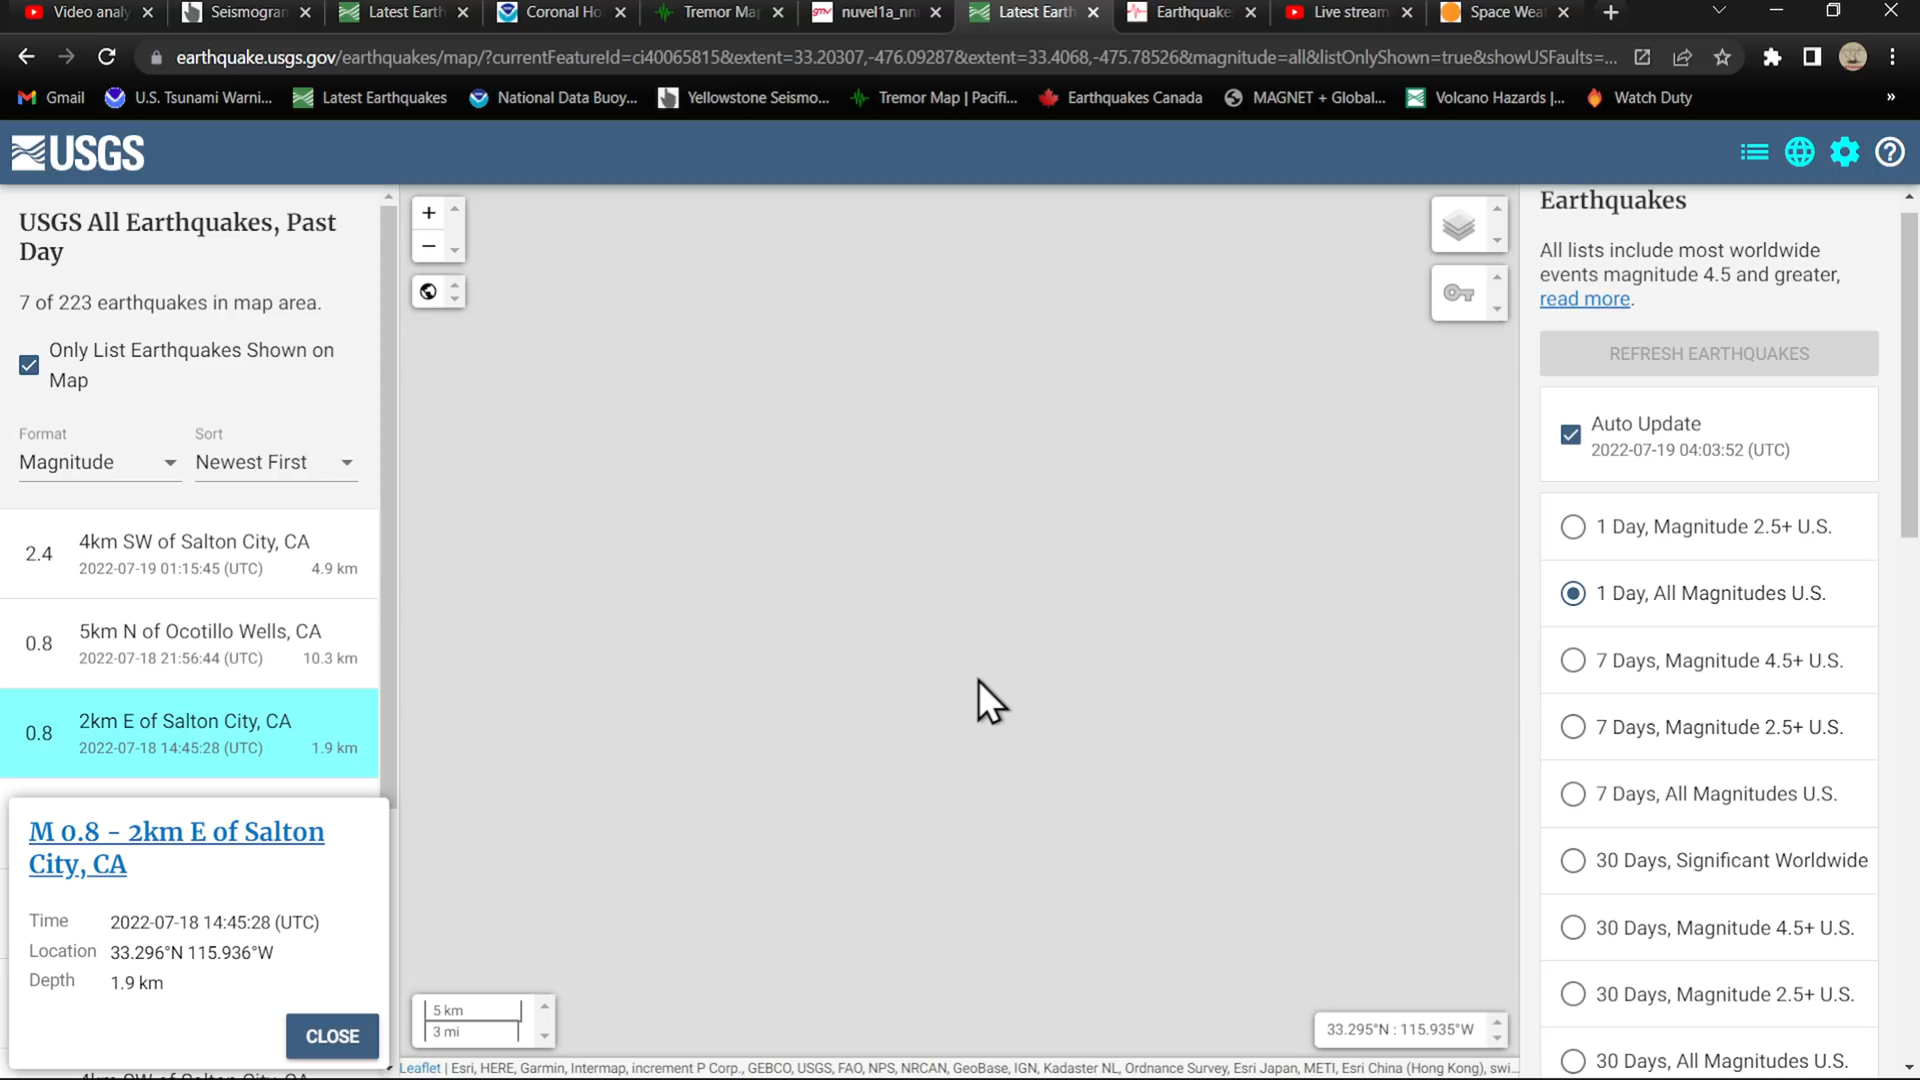 Video analy
Seismogram
Latest Earth
Coronal Ho
Tremor Map
nuvel1a_nn
Latest Earth
Earthquake
Live stream
Space Wea
earthquake.usgs.gov/earthquakes/map/?currentFeatureId=ci40065815&extent=33.20307,-476.09287&extent=33.4068,-475.78526&magnitude=all&listOnlyShown=true&showUSFaults=...
Gmail
U.S. Tsunami Warni...
Latest Earthquakes
National Data Buoy...
Yellowstone Seismo...
Tremor Map | Pacifi...
Earthquakes Canada
MAGNET + Global...
Volcano Hazards |...
Watch Duty
»
USGS
USGS All Earthquakes, Past
Day
7 of 223 earthquakes in map area.
Only List Earthquakes Shown on
Map
Format
Sort
Magnitude
Newest First
2.4
4km SW of Salton City, CA
2022-07-19 01:15:45 (UTC)
4.9 km
0.8
5km N of Ocotillo Wells, CA
2022-07-18 21:56:44 (UTC)
10.3 km
0.8
2km E of Salton City, CA
2022-07-18 14:45:28 (UTC)
1.9 km
M 0.8 - 2km E of Salton
City, CA
Time 2022-07-18 14:45:28 (UTC)
Location 33.296°N 115.936°W
Depth 1.9 km
CLOSE
4km SW of Salton City, CA
+
−
5 km
3 mi
33.295°N : 115.935°W
Leaflet | Esri, HERE, Garmin, Intermap, increment P Corp., GEBCO, USGS, FAO, NPS, NRCAN, GeoBase, IGN, Kadaster NL, Ordnance Survey, Esri Japan, METI, Esri China (Hong Kong), swi...
Earthquakes
All lists include most worldwide
events magnitude 4.5 and greater,
read more.
REFRESH EARTHQUAKES
Auto Update
2022-07-19 04:03:52 (UTC)
1 Day, Magnitude 2.5+ U.S.
1 Day, All Magnitudes U.S.
7 Days, Magnitude 4.5+ U.S.
7 Days, Magnitude 2.5+ U.S.
7 Days, All Magnitudes U.S.
30 Days, Significant Worldwide
30 Days, Magnitude 4.5+ U.S.
30 Days, Magnitude 2.5+ U.S.
30 Days, All Magnitudes U.S.